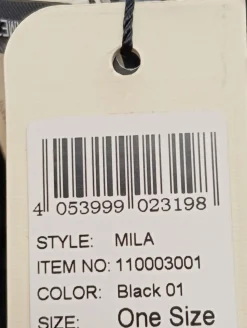 4 053999 023198
STYLE: MILA
ITEM NO: 110003001
COLOR: Black 01
SIZE: One Size